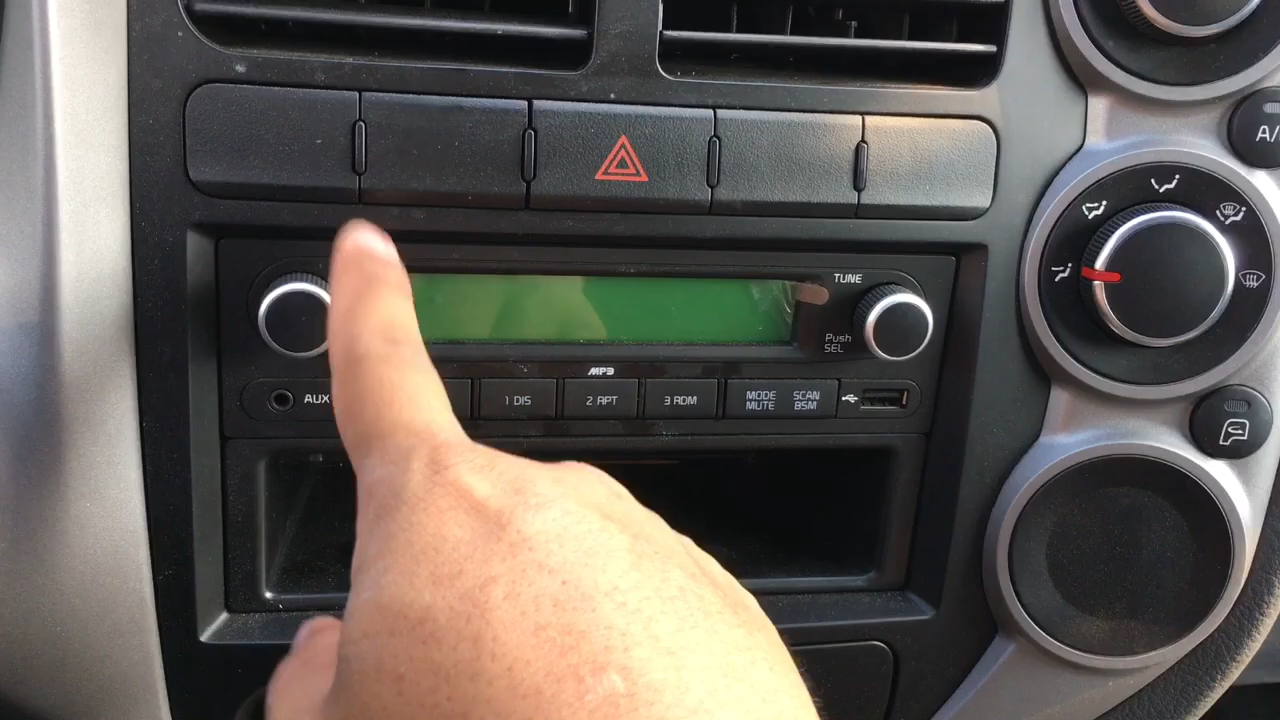 A/
TUNE
Push
SEL
MP3
AUX
1 DIS
2 RPT
3 RDM
MODE
MUTE
SCAN
BSM